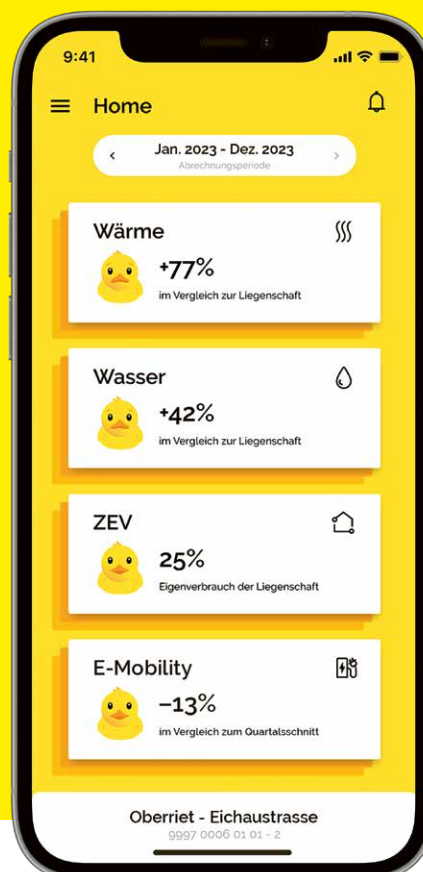 9:41
Home
Jan. 2023 - Dez. 2023
Abrechnungsperiode
Wärme
+77%
im Vergleich zur Liegenschaft
Wasser
+42%
im Vergleich zur Liegenschaft
ZEV
25%
Eigenverbrauch der Liegenschaft
E-Mobility
–13%
im Vergleich zum Quartalsschnitt
Oberriet - Eichaustrasse
9997 0006 01 01 - 2